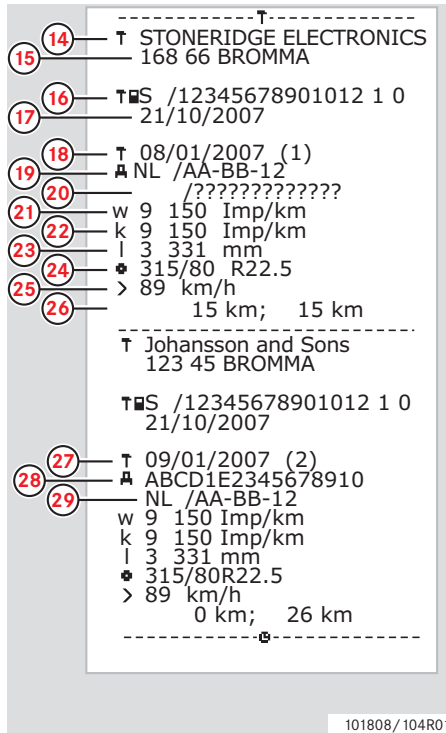 14 STONERIDGE ELECTRONICS
15 168 66 BROMMA
16 S /12345678901012 1 0
17 21/10/2007
18 08/01/2007 (1)
19 NL /AA-BB-12
20 /?????????????
21 w 9 150 Imp/km
22 k 9 150 Imp/km
23 l 3 331 mm
24 315/80 R22.5
25 > 89 km/h
26 15 km; 15 km
Johansson and Sons
123 45 BROMMA
S /12345678901012 1 0
21/10/2007
27 09/01/2007 (2)
28 ABCD1E2345678910
29 NL /AA-BB-12
w 9 150 Imp/km
k 9 150 Imp/km
l 3 331 mm
315/80R22.5
> 89 km/h
0 km; 26 km
101808/104R01